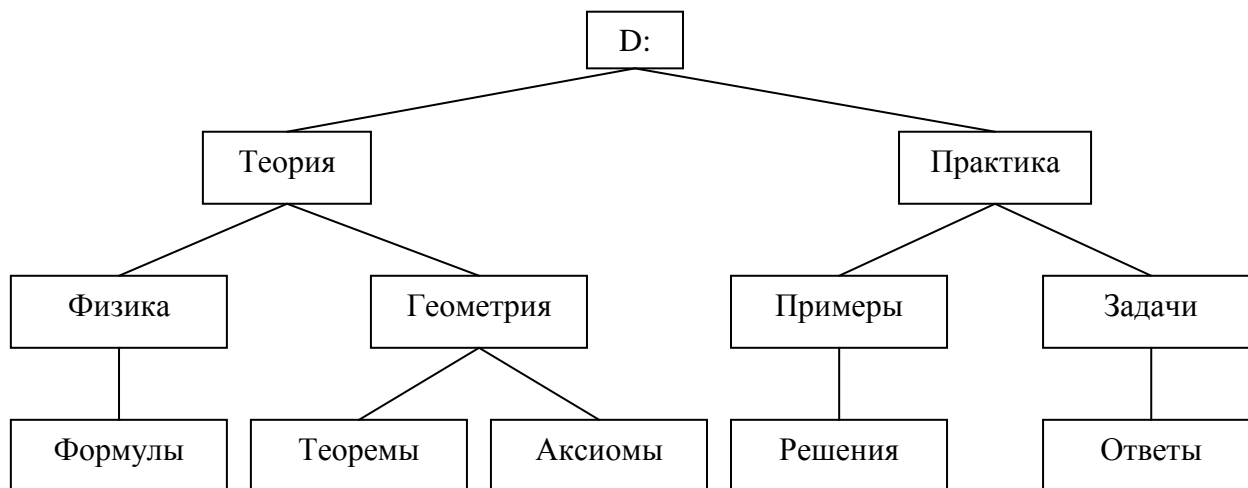 D:
Теория
Практика
Физика
Геометрия
Примеры
Задачи
Формулы
Теоремы
Аксиомы
Решения
Ответы